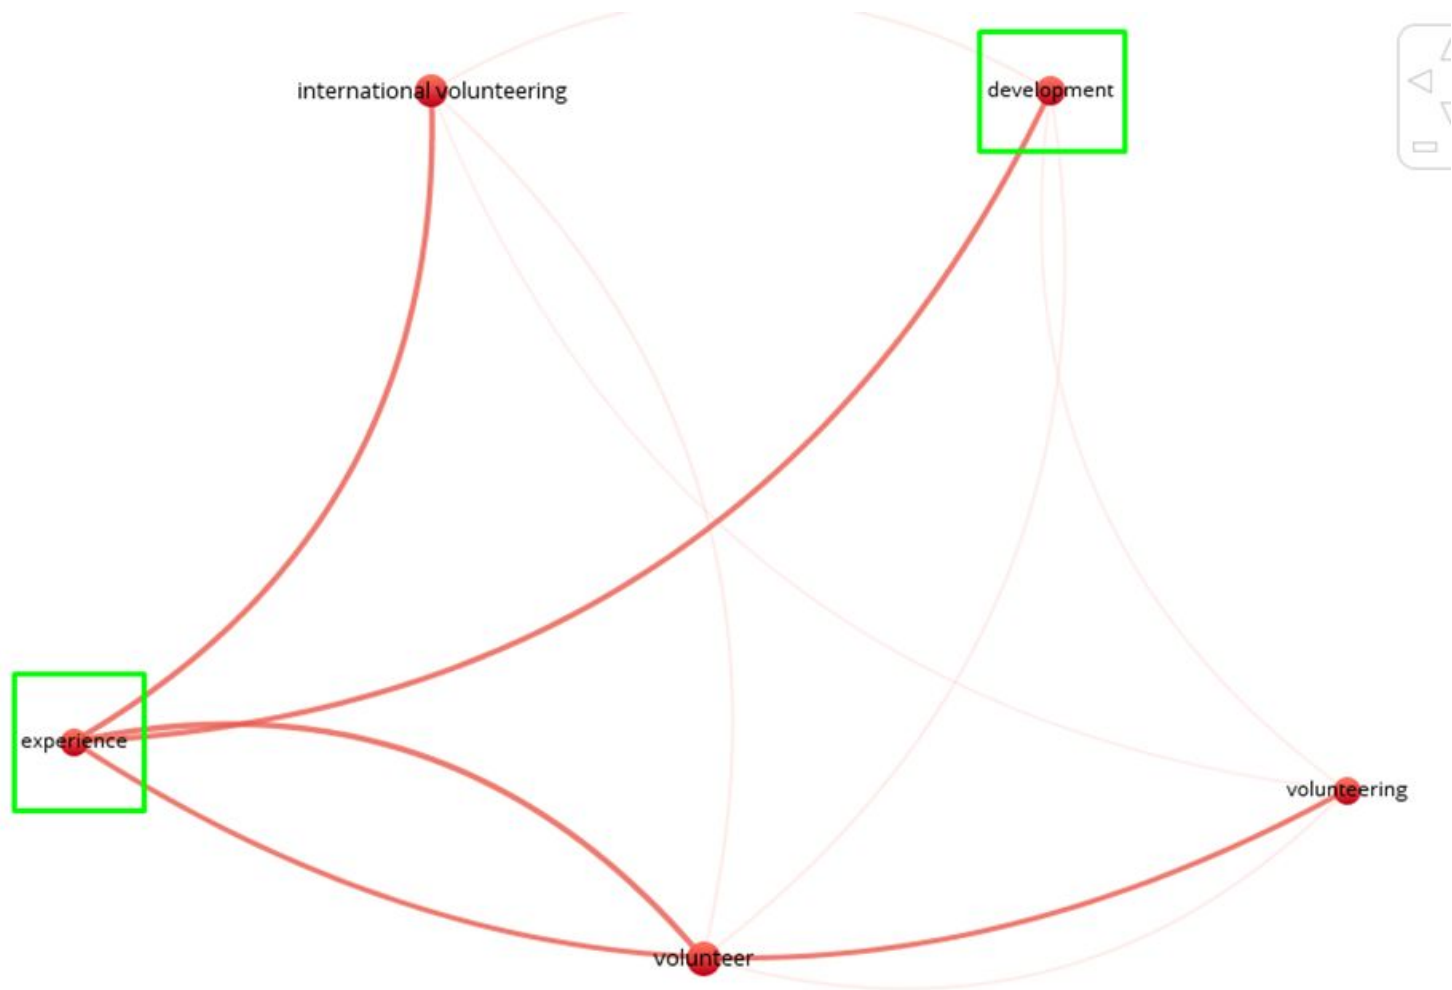 international volunteering
development
experience
volunteering
volunteer